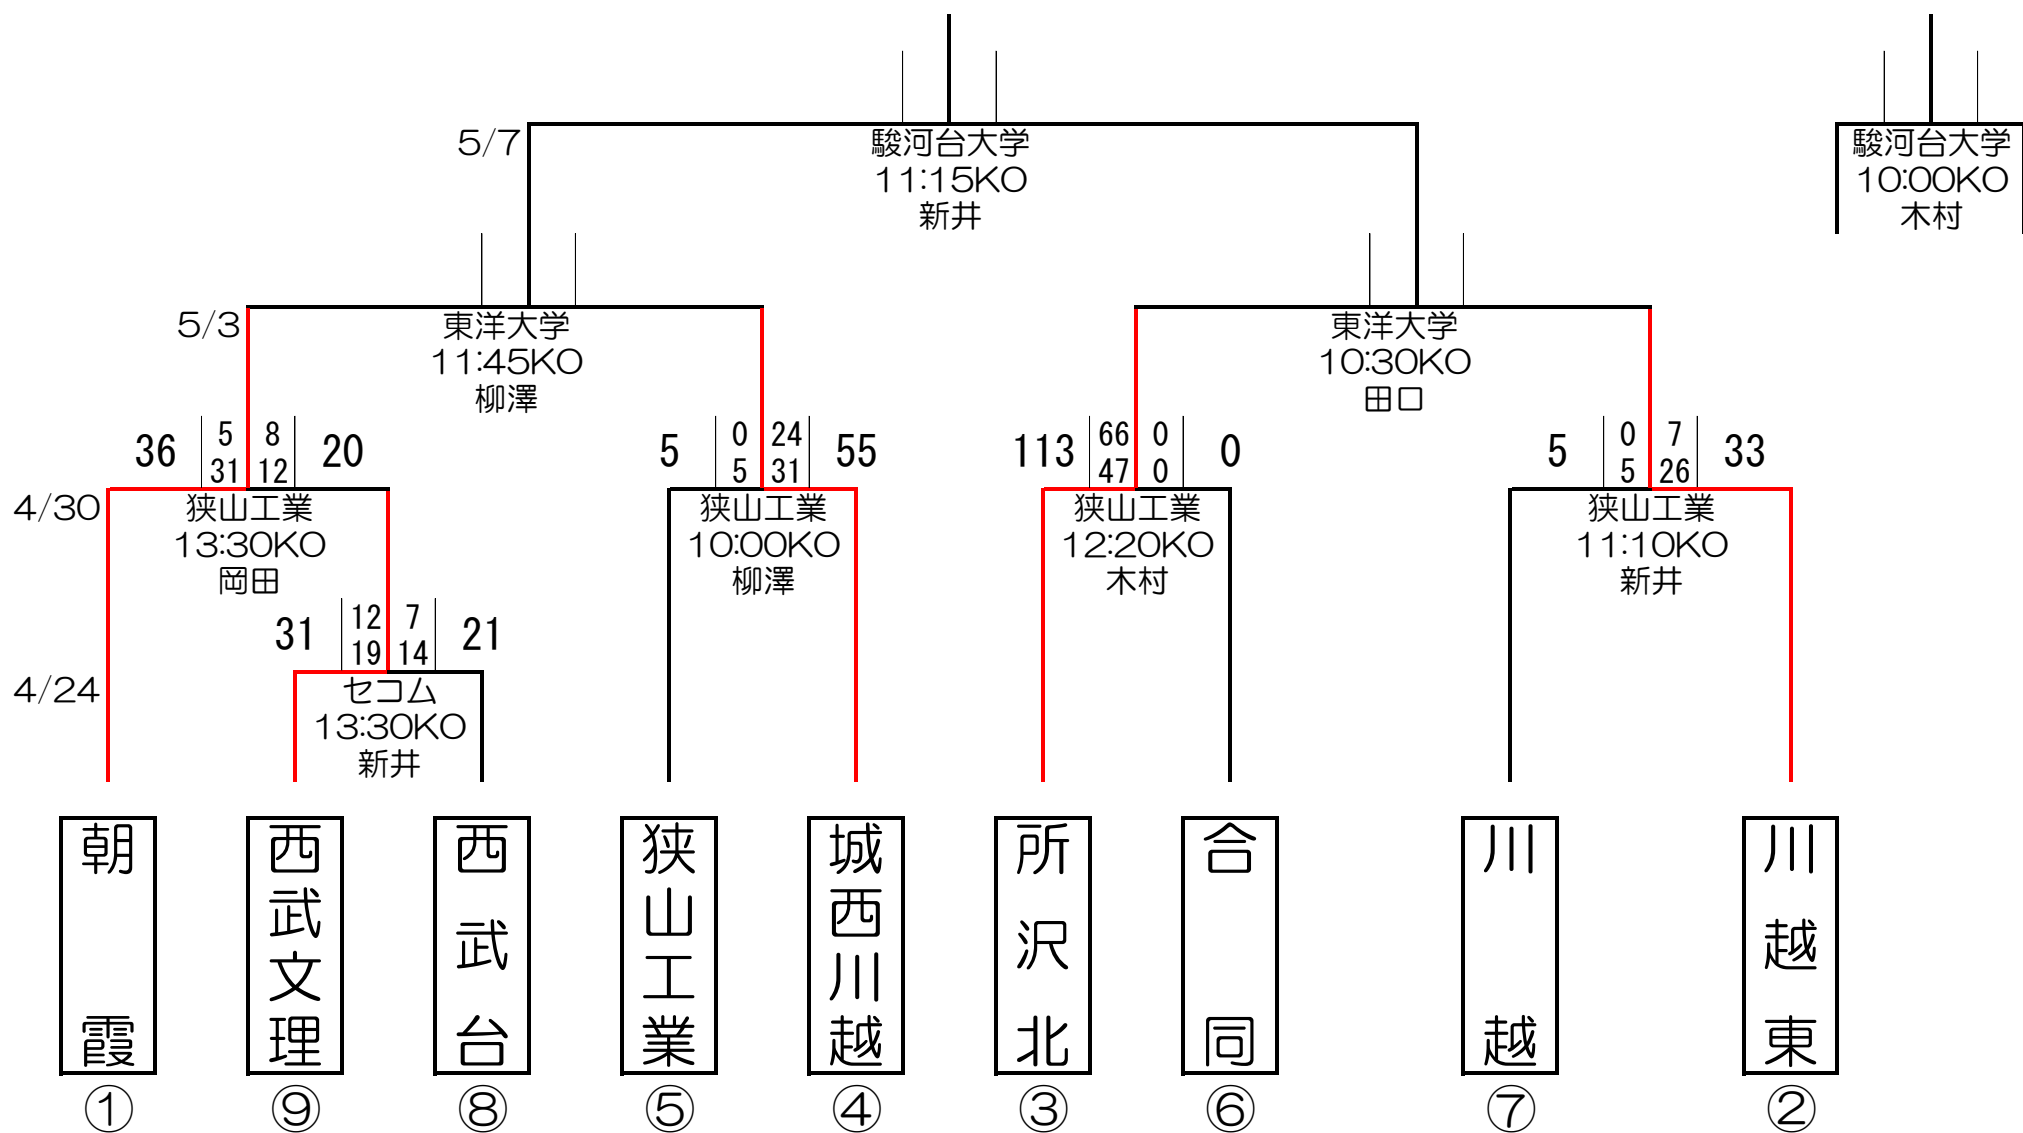 5/7
駿河台大学
11:15KO
新井
駿河台大学
10:00KO
木村
5/3
東洋大学
11:45KO
柳澤
東洋大学
10:30KO
田口
36 5 8 20
31 12
5 0 24 55
5 31
113 66 0 0
47 0
5 0 7 33
5 26
4/30
狭山工業
13:30KO
岡田
狭山工業
10:00KO
柳澤
狭山工業
12:20KO
木村
狭山工業
11:10KO
新井
31 12 7 21
19 14
4/24
セコム
13:30KO
新井
朝霞
西武文理
西武台
狭山工業
城西川越
所沢北
合同
川越
川越東
① ⑨ ⑧ ⑤ ④ ③ ⑥ ⑦ ②